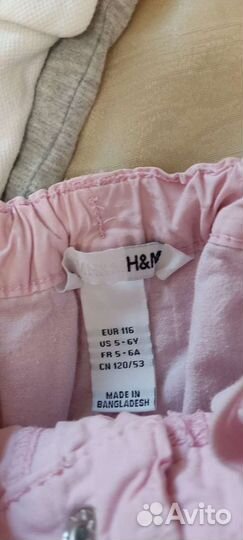 H&M
EUR 116
US 5-6Y
FR 5-6A
CN 120/53
MADE IN
BANGLADESH
Avito